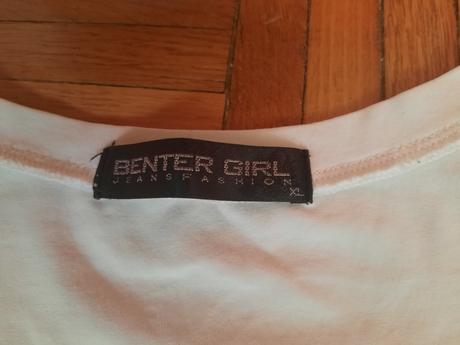 BENTER GIRL
JEANS FASHION
XL